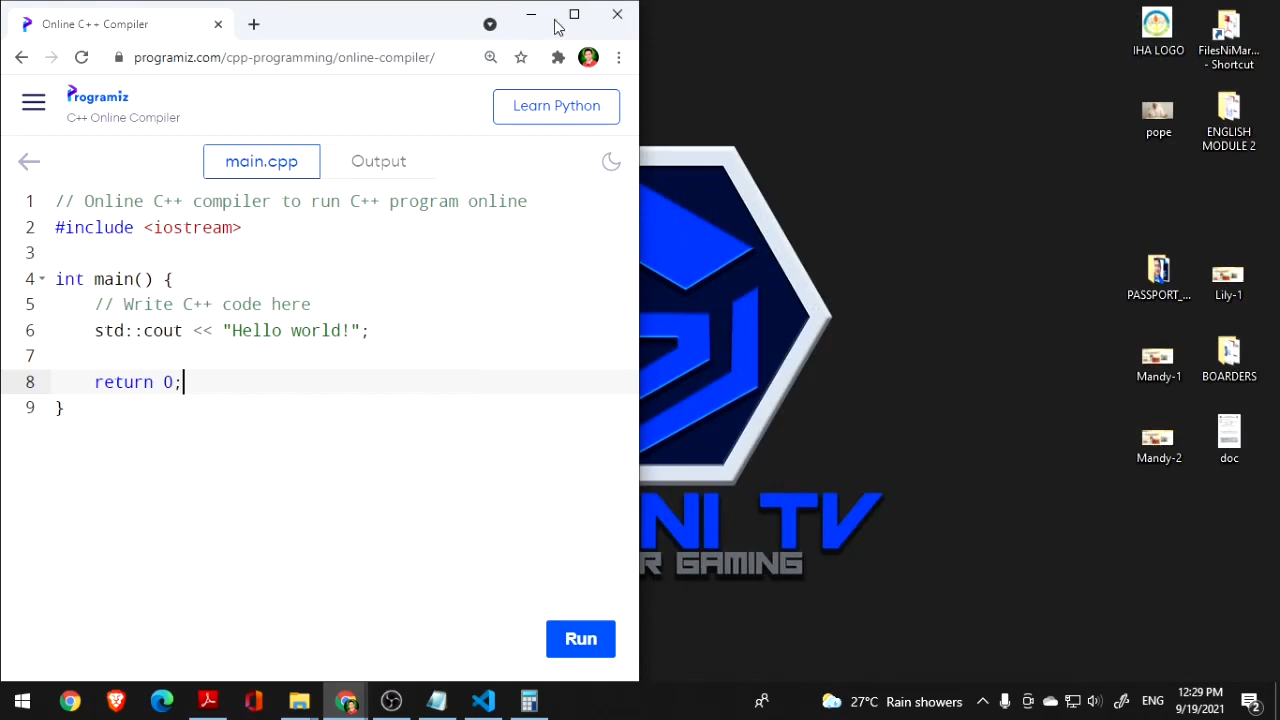 Online C++ Compiler
programiz.com/cpp-programming/online-compiler/
Programiz
C++ Online Compiler
Learn Python
main.cpp
Output
1 // Online C++ compiler to run C++ program online
2 #include <iostream>
3
4 int main() {
5 // Write C++ code here
6 std::cout << "Hello world!";
7
8 return 0;
9 }
Run
NI TV
R GAMING
IHA LOGO
FilesNiMar... - Shortcut
pope
ENGLISH MODULE 2
PASSPORT_...
Lily-1
Mandy-1
BOARDERS
Mandy-2
doc
27°C Rain showers
ENG
12:29 PM
9/19/2021
2